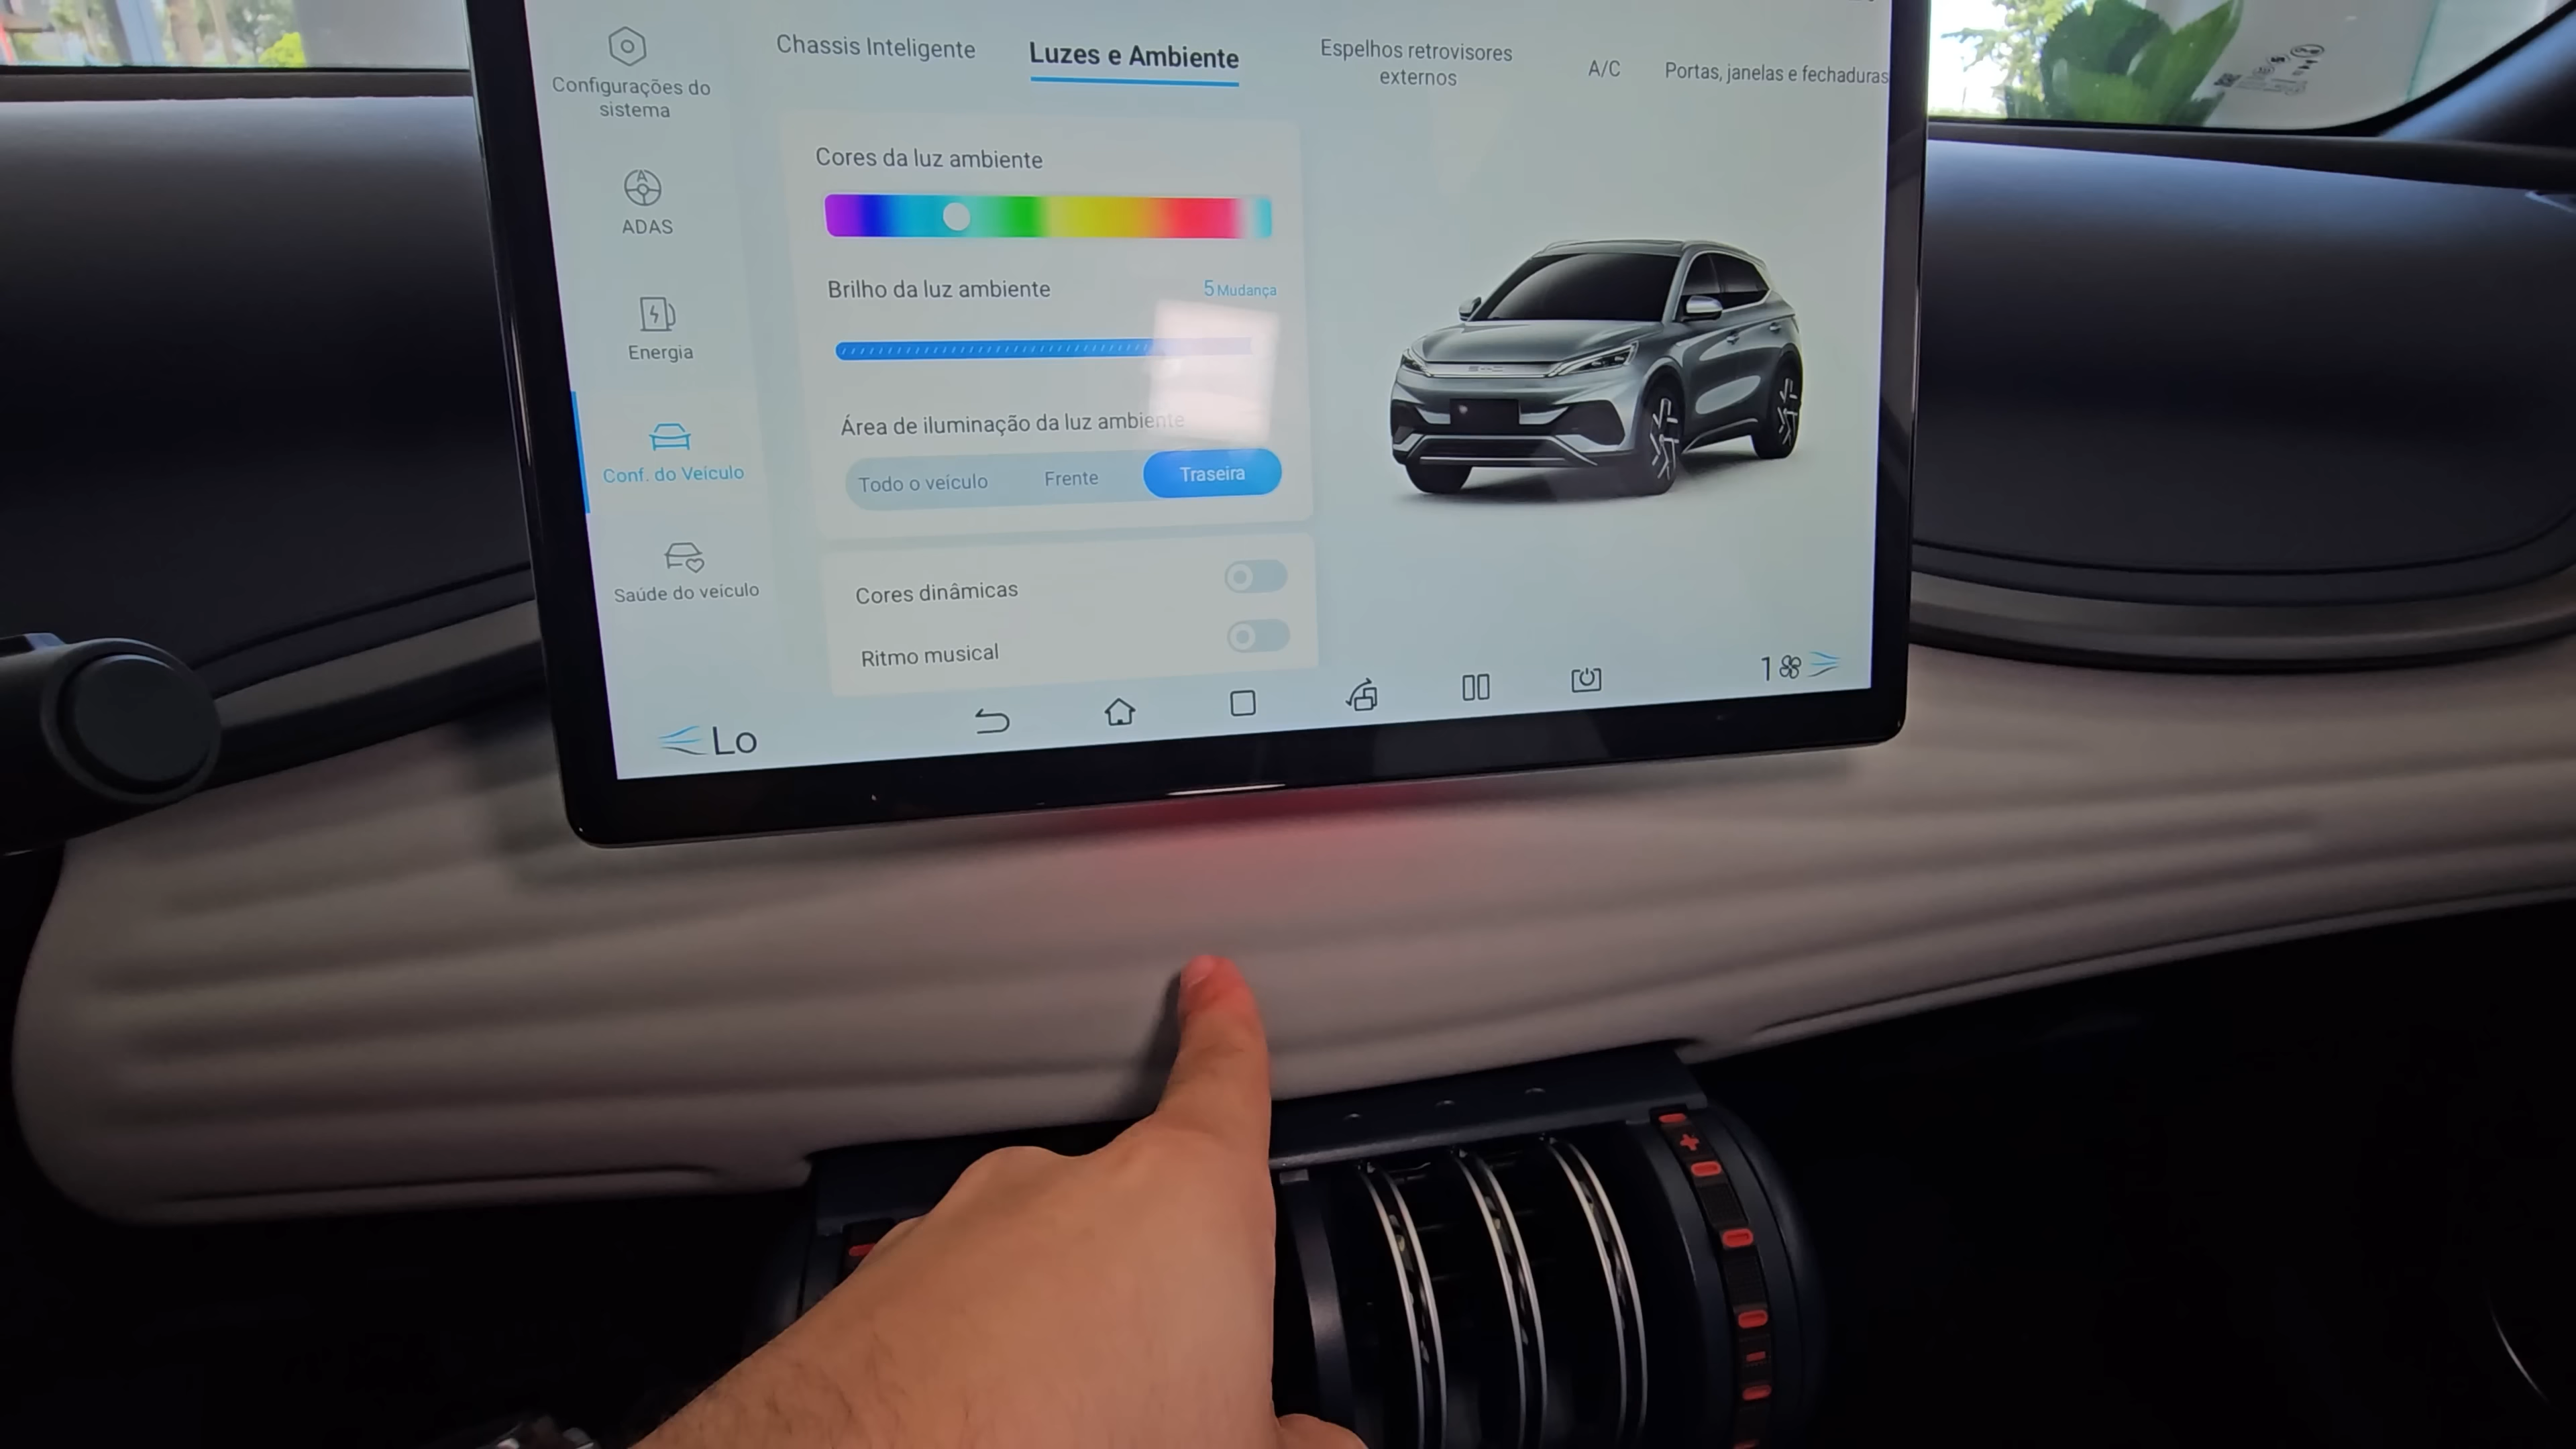 Configurações do
sistema
ADAS
Energia
Conf. do Veículo
Saúde do veículo
Chassis Inteligente
Luzes e Ambiente
Espelhos retrovisores
externos
A/C
Portas, janelas e fechaduras
Cores da luz ambiente
Brilho da luz ambiente
5 Mudança
Área de iluminação da luz ambiente
Todo o veículo
Frente
Traseira
Cores dinâmicas
Ritmo musical
Lo
1